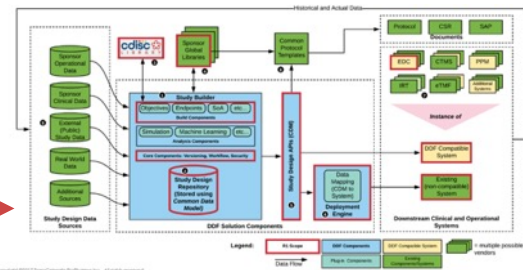 Historical and Actual Data
Sponsor
Operational
Data
Sponsor
Clinical Data
External
(Public)
Study Data
Real World
Data
Additional
Sources
Study Design Data
Sources
cdisc
LIBRARY
Sponsor
Global
Libraries
Common
Protocol
Templates
Study Builder
Objectives
Endpoints
SoA
etc...
Build Components
Simulation
Machine Learning
etc...
Analysis Components
Core Components: Versioning, Workflow, Security
Study Design
Repository
(Stored using
Common Data
Model)
Study Design APIs (CDM)
Data
Mapping
(CDM to
System)
Deployment
Engine
DDF Solution Components
Protocol
CSR
SAP
Documents
EDC
CTMS
PPM
IRT
eTMF
Additional
Systems
Instance of
DDF Compatible
System
Existing
(non-compatible)
System
Downstream Clinical and Operational
Systems
Legend:
R1 Scope
DDF Components
DDF Compatible System
= multiple possible
vendors
Data Flow
Plug-in Components
Existing
Components/Systems